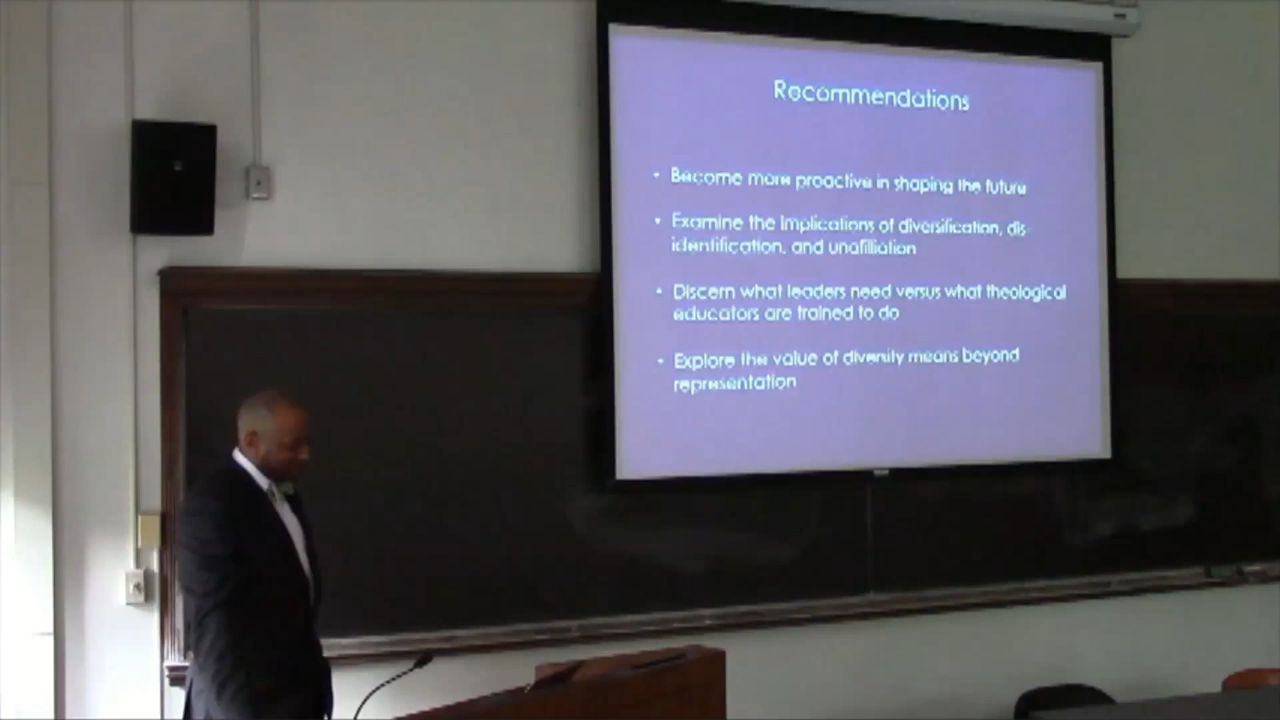 Recommendations
• Become more proactive in shaping the future
• Examine the implications of diversification, dis-
identification, and unafilliation
• Discern what leaders need versus what theological
educators are trained to do
• Explore the value of diversity means beyond
representation